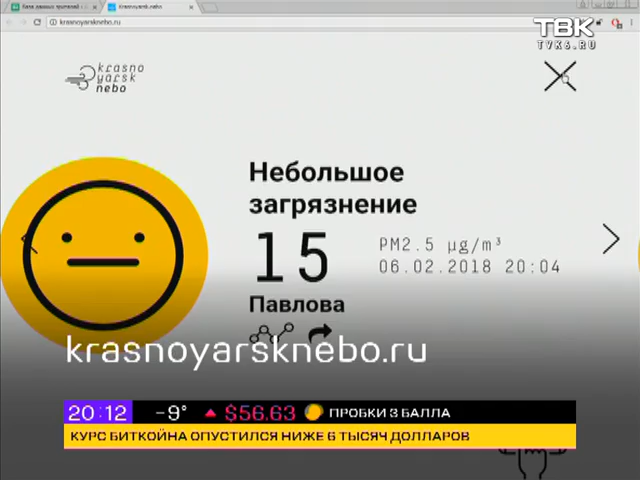 krasnoyarsknebo.ru
ТВК
TVK6.RU
krasno
yarsk
nebo
Небольшое
загрязнение
15
PM2.5 µg/m³
06.02.2018 20:04
Павлова
krasnoyarsknebo.ru
20:12 -9° $56.63 ПРОБКИ 3 БАЛЛА
КУРС БИТКОЙНА ОПУСТИЛСЯ НИЖЕ 6 ТЫСЯЧ ДОЛЛАРОВ